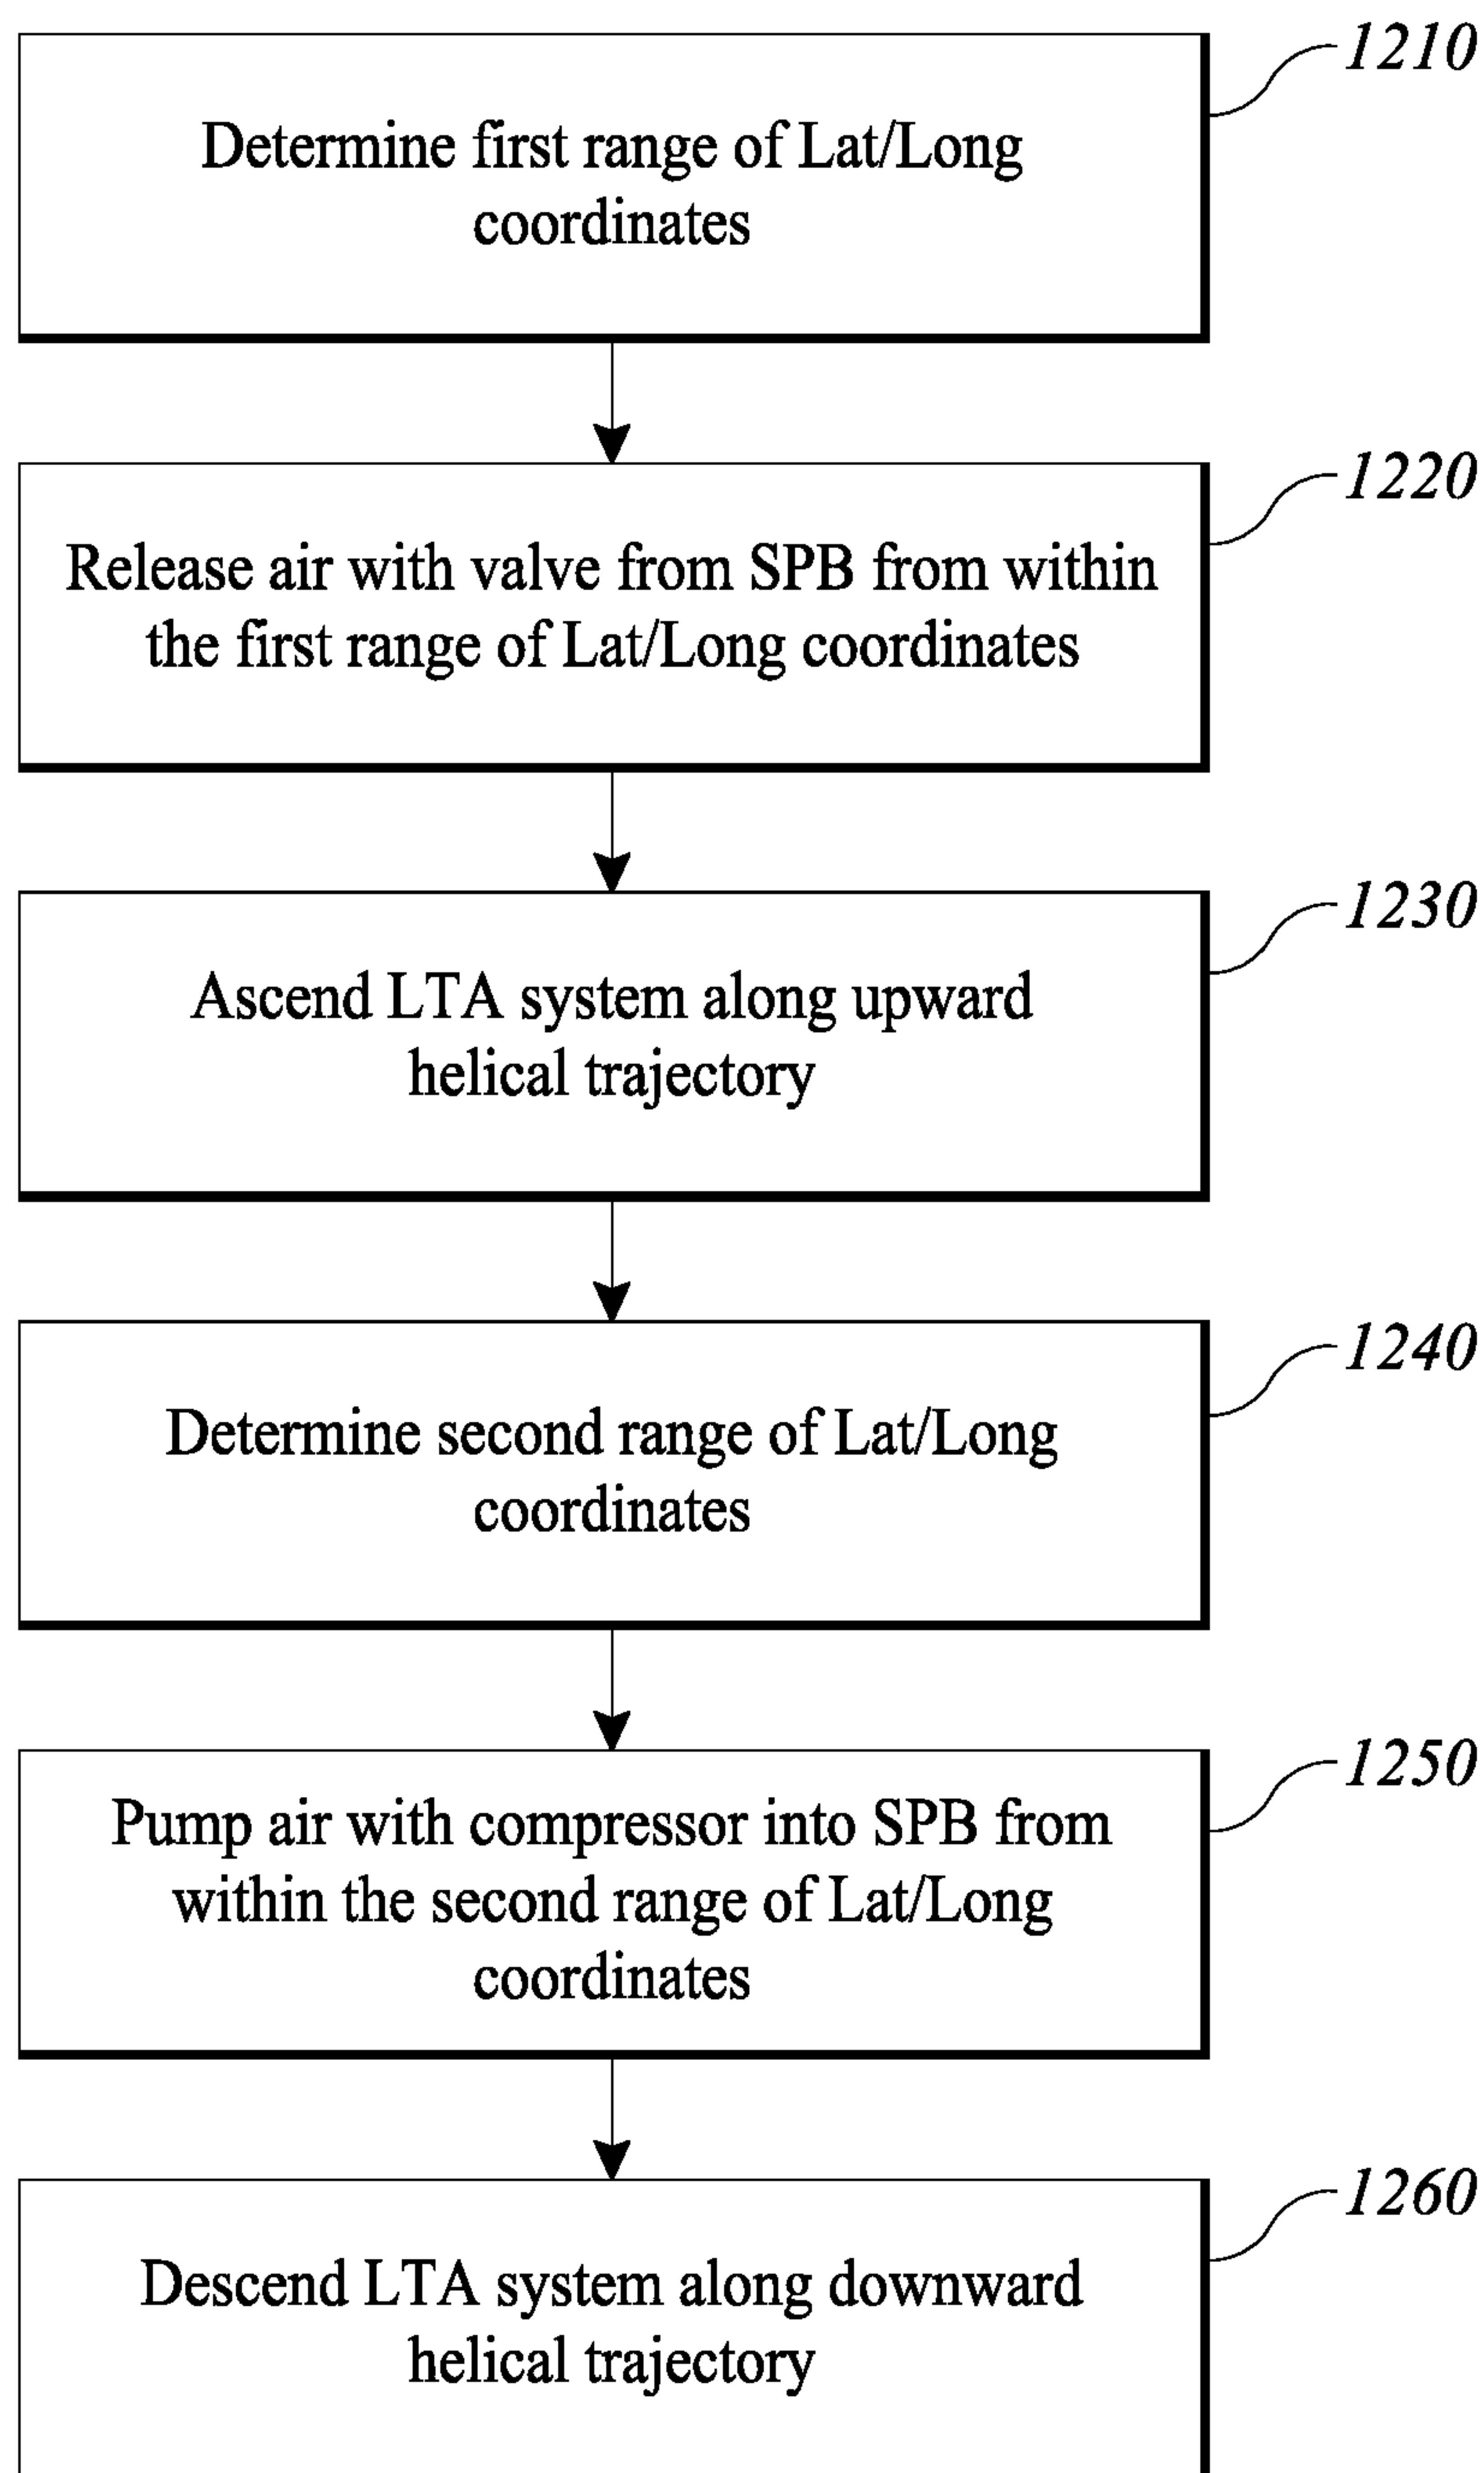 1210
Determine first range of Lat/Long
coordinates
1220
Release air with valve from SPB from within
the first range of Lat/Long coordinates
1230
Ascend LTA system along upward
helical trajectory
1240
Determine second range of Lat/Long
coordinates
1250
Pump air with compressor into SPB from
within the second range of Lat/Long
coordinates
1260
Descend LTA system along downward
helical trajectory